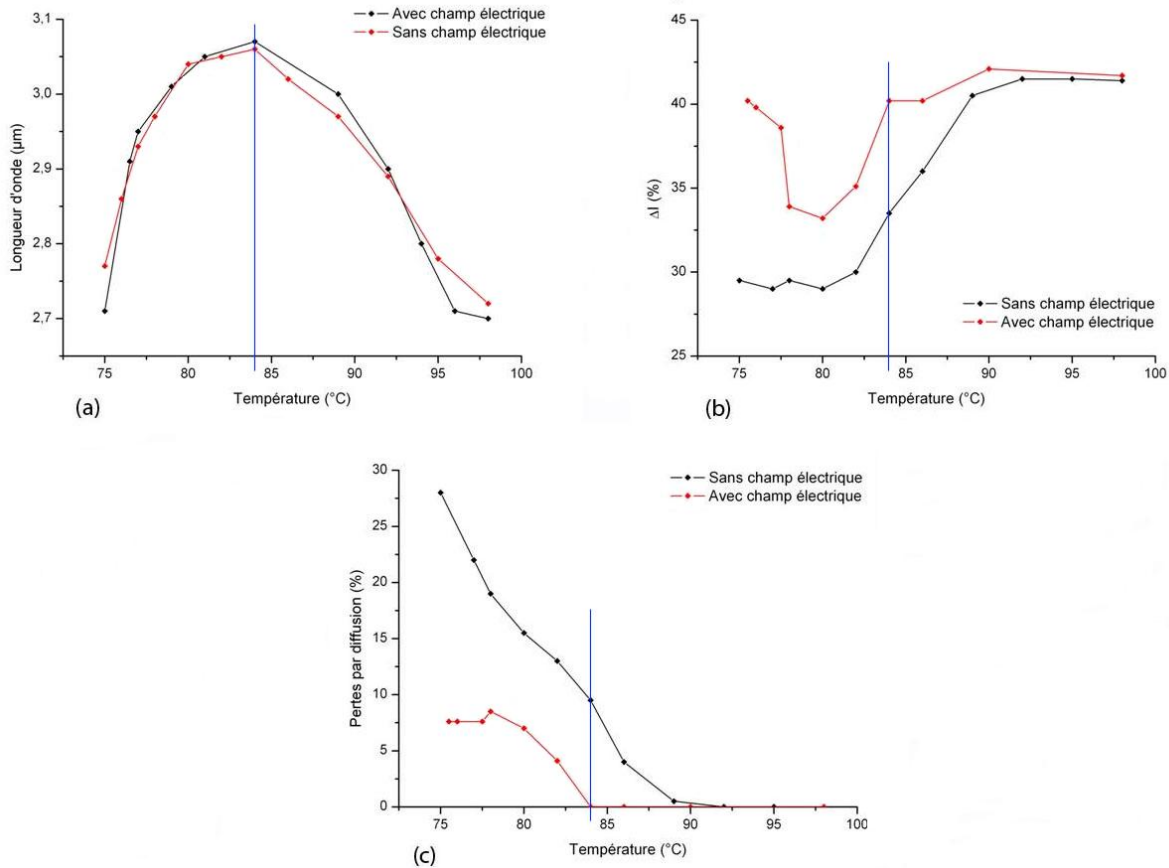 Avec champ électrique
Sans champ électrique
3,1
3,0
2,9
2,8
2,7
Longueur d'onde (µm)
75 80 85 90 95 100
Température (°C)
(a)
45
40
35
30
25
ΔI (%)
Sans champ électrique
Avec champ électrique
75 80 85 90 95 100
Température (°C)
(b)
Sans champ électrique
Avec champ électrique
30
25
20
15
10
5
0
Pertes par diffusion (%)
75 80 85 90 95 100
Température (°C)
(c)